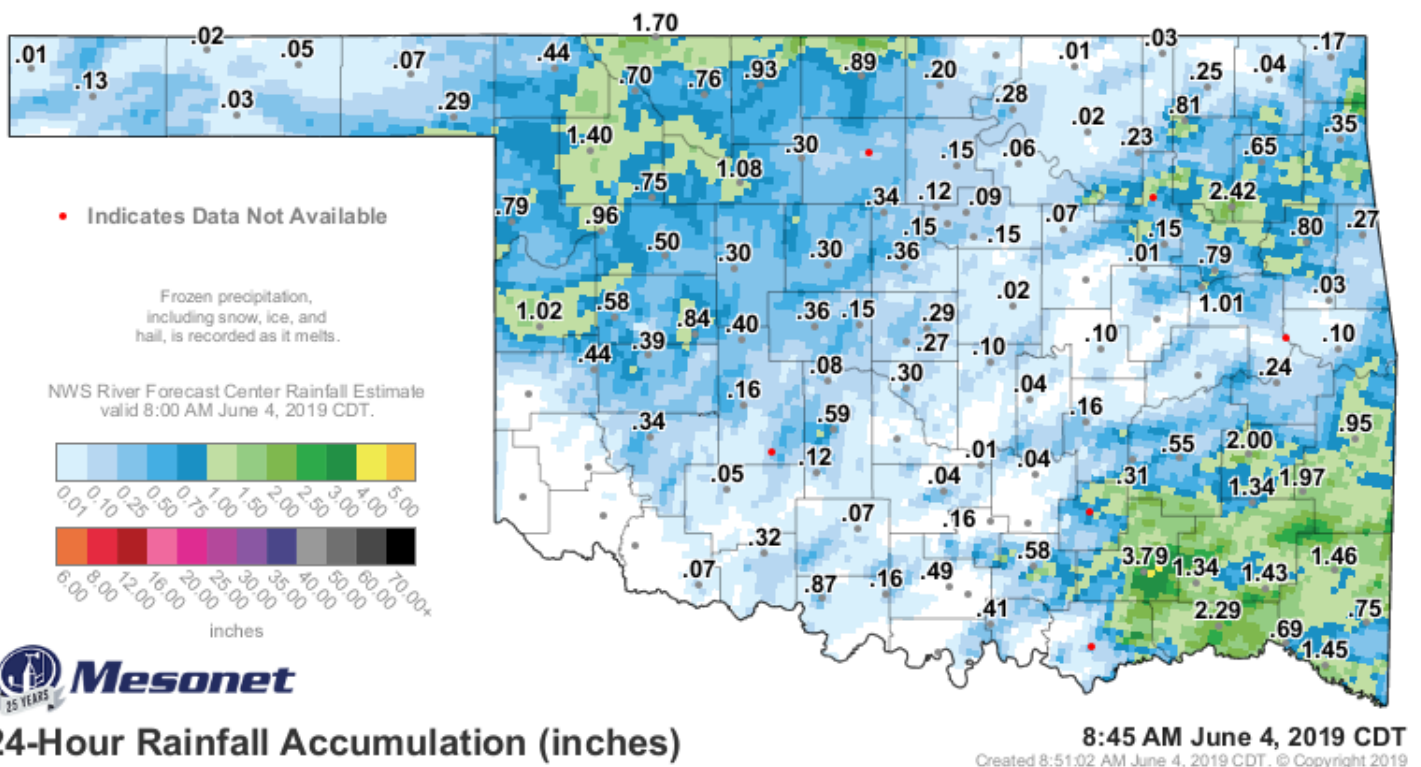 1.70
.02 .03 .17
.01 .05 .07 .44 .93 .89 .20 .01 .25 .04
.13 .03 .29 .70 .76 .28 .81
1.40 .30 .15 .06 .02 .23 .65 .35
1.08
.75 .34 .12 .09 2.42
.79 .96 .15 .15 .07 .15 .80 .27
.50 .30 .30 .36 .01 .79
Indicates Data Not Available
Frozen precipitation,
including snow, ice, and
hail, is recorded as it melts.
1.02 .58 .84 .40 .36 .15 .29 .02 1.01 .03
.44 .39 .08 .27 .10 .10 .10
.16 .30 .04 .24
.34 .59 .16 .95
.05 .12 .04 .01 .04 .31 .55 2.00
1.34 1.97
.07 .16
.32 .58 3.79 1.34 1.43 1.46
.07 .87 .16 .49 .41 2.29 .69 .75
1.45
NWS River Forecast Center Rainfall Estimate
valid 8:00 AM June 4, 2019 CDT.
0.01 0.10 0.25 0.50 0.75 1.00 1.50 2.00 2.50 3.00 4.00 5.00
6.00 8.00 12.00 16.00 20.00 25.00 30.00 35.00 40.00 50.00 60.00 70.00+
inches
25 YEARS
Mesonet
24-Hour Rainfall Accumulation (inches)
8:45 AM June 4, 2019 CDT
Created 8:51:02 AM June 4, 2019 CDT. © Copyright 2019